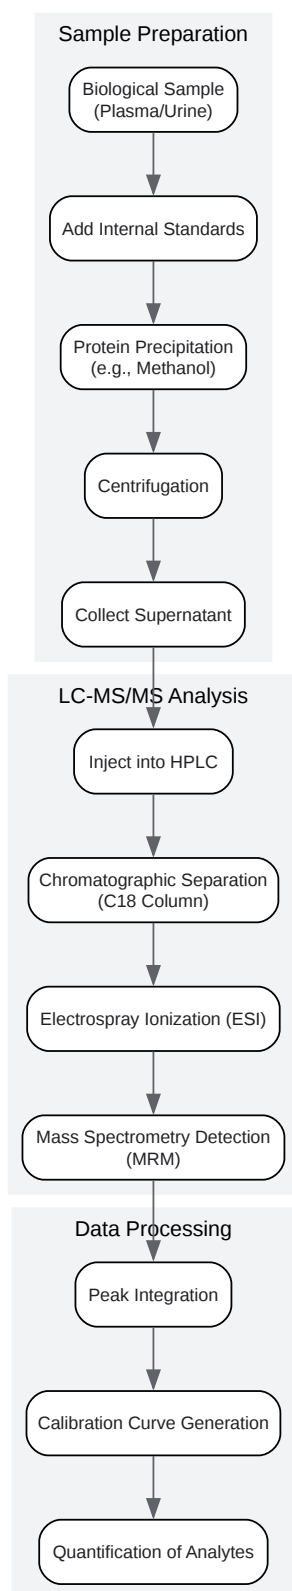 Sample Preparation
Biological Sample
(Plasma/Urine)
Add Internal Standards
Protein Precipitation
(e.g., Methanol)
Centrifugation
Collect Supernatant
LC-MS/MS Analysis
Inject into HPLC
Chromatographic Separation
(C18 Column)
Electrospray Ionization (ESI)
Mass Spectrometry Detection
(MRM)
Data Processing
Peak Integration
Calibration Curve Generation
Quantification of Analytes